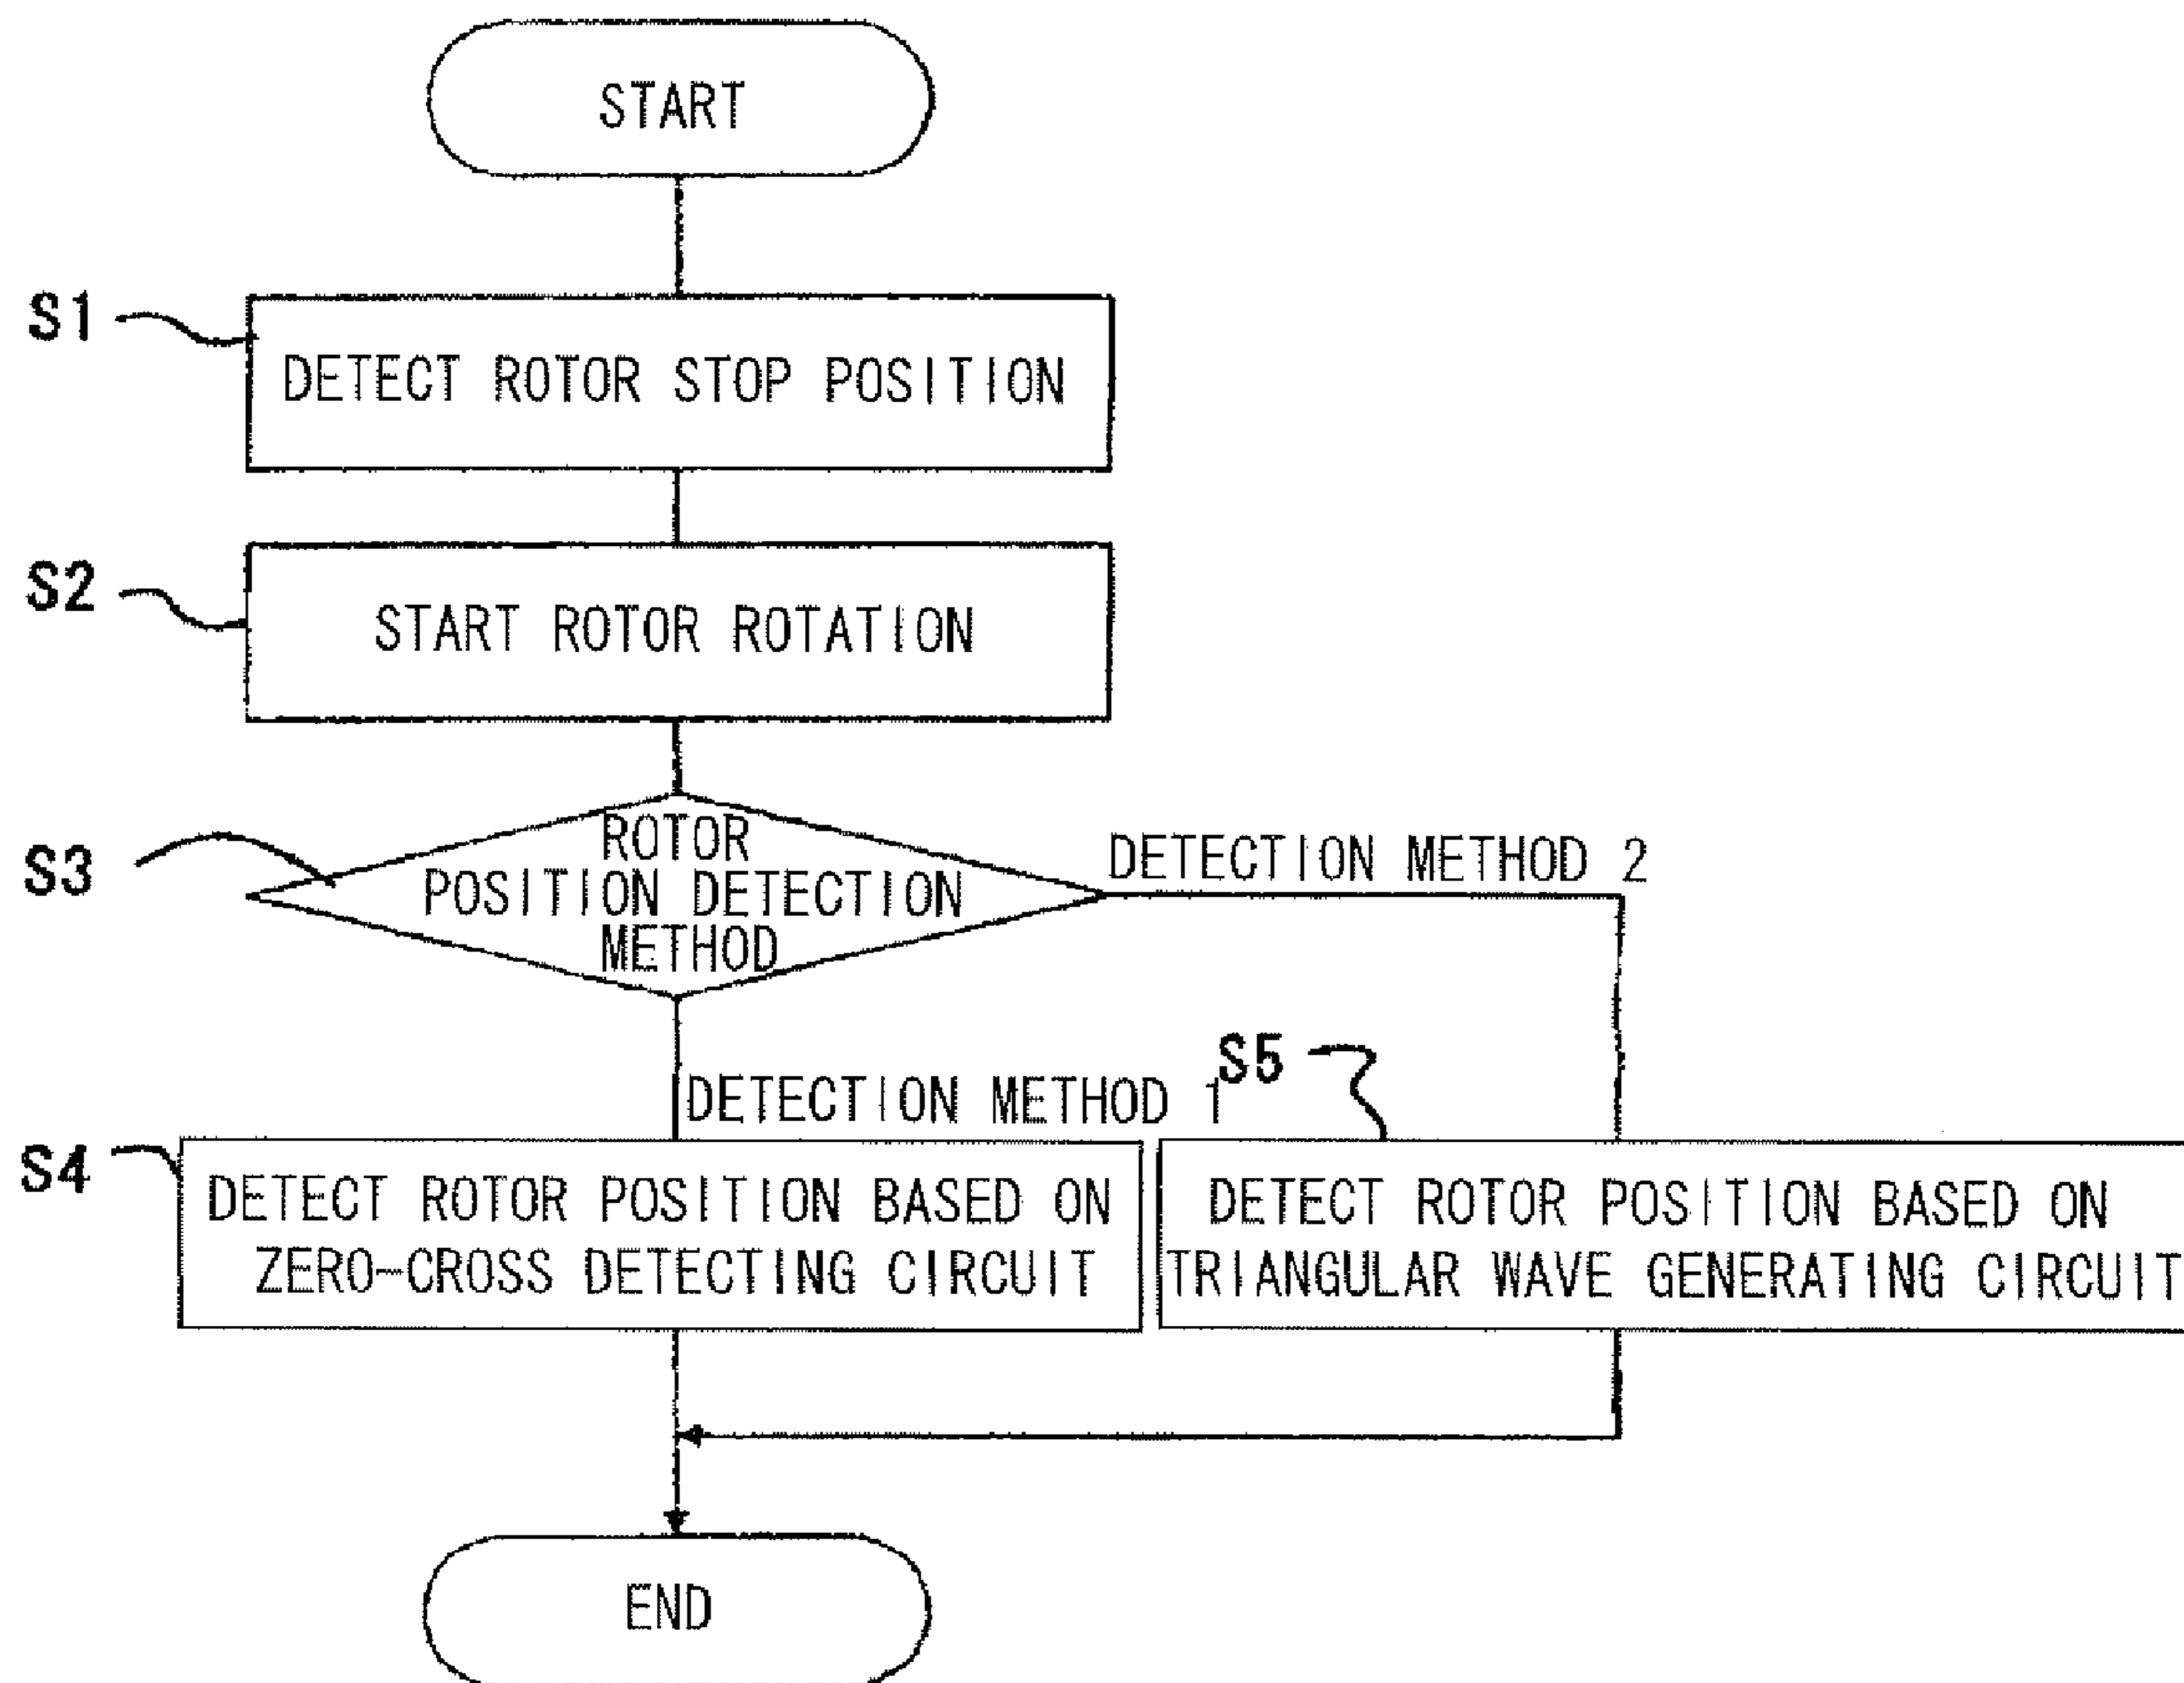 START
S1
DETECT ROTOR STOP POSITION
S2
START ROTOR ROTATION
S3
ROTOR
POSITION DETECTION
METHOD
DETECTION METHOD 2
DETECTION METHOD 1
S5
S4
DETECT ROTOR POSITION BASED ON
ZERO-CROSS DETECTING CIRCUIT
DETECT ROTOR POSITION BASED ON
TRIANGULAR WAVE GENERATING CIRCUIT
END